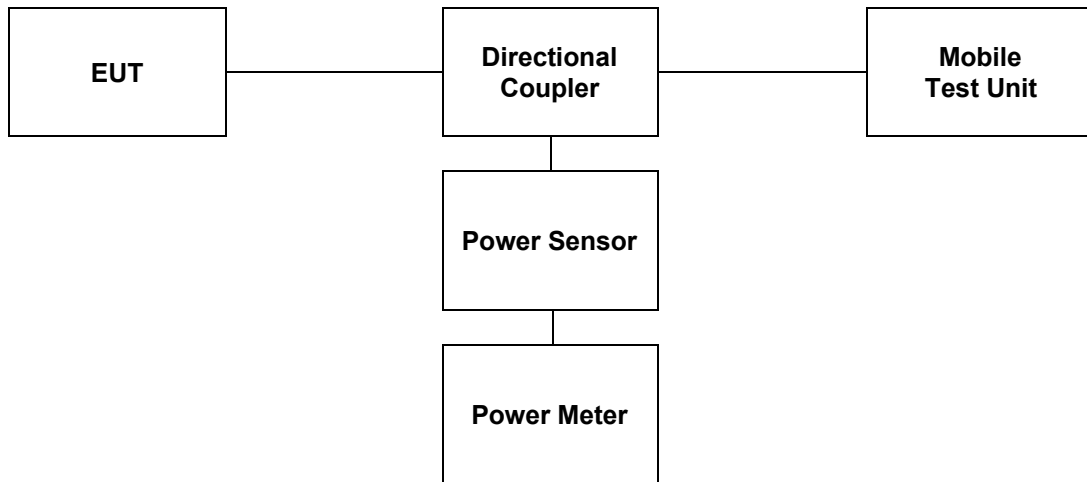 EUT
Directional
Coupler
Mobile
Test Unit
Power Sensor
Power Meter